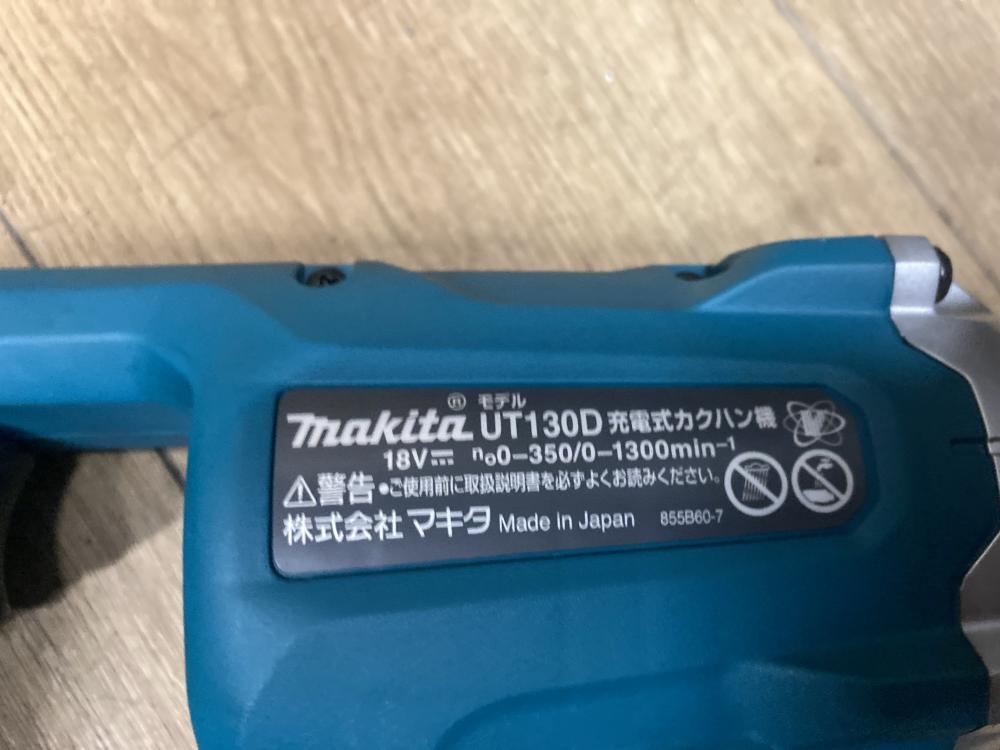 makita® モデル UT130D 充電式カクハン機
18V⎓ n₀0-350/0-1300min-1
⚠警告 •ご使用前に取扱説明書を必ずよくお読みください。
株式会社 マキタ Made in Japan 855B60-7